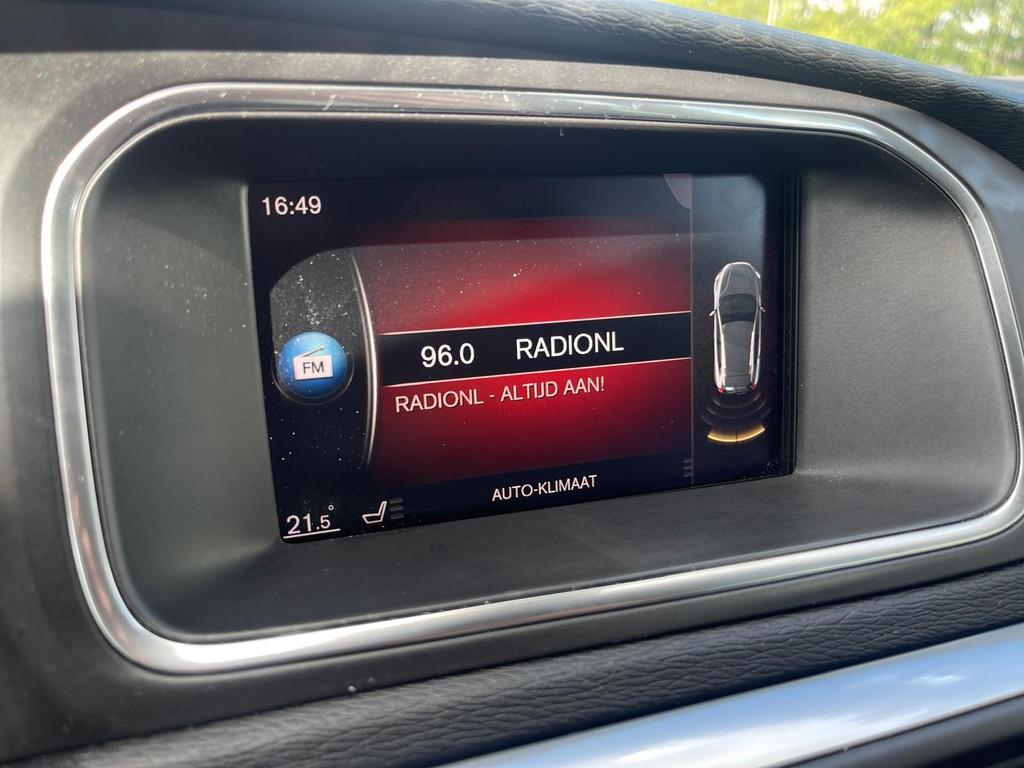 16:49
FM
96.0 RADIONL
RADIONL - ALTIJD AAN!
AUTO-KLIMAAT
21.5°